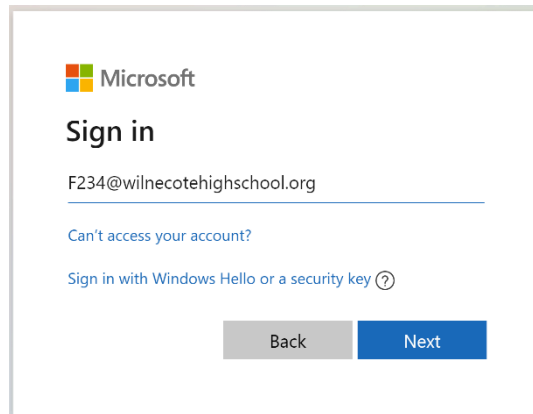 Microsoft
Sign in
F234@wilnecotehighschool.org
Can't access your account?
Sign in with Windows Hello or a security key ?
Back Next